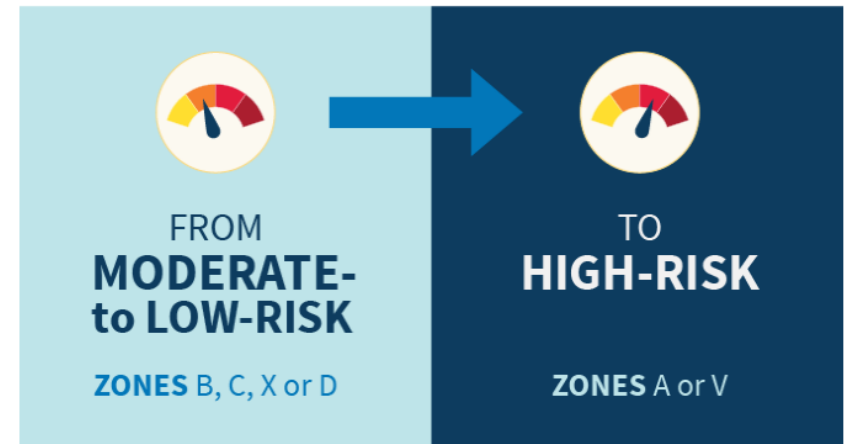 FROM
MODERATE-
to LOW-RISK
ZONES B, C, X or D
TO
HIGH-RISK
ZONES A or V